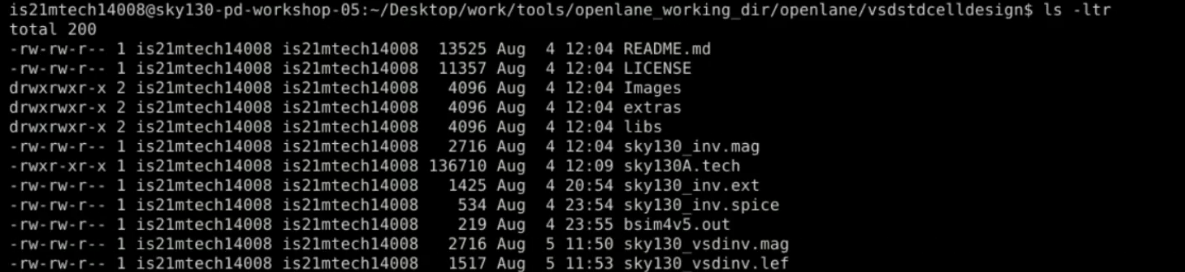 is21mtech14008@sky130-pd-workshop-05:~/Desktop/work/tools/openlane_working_dir/openlane/vsdstdcelldesign$ ls -ltr
total 200
-rw-rw-r-- 1 is21mtech14008 is21mtech14008  13525 Aug  4 12:04 README.md
-rw-rw-r-- 1 is21mtech14008 is21mtech14008  11357 Aug  4 12:04 LICENSE
drwxrwxr-x 2 is21mtech14008 is21mtech14008   4096 Aug  4 12:04 Images
drwxrwxr-x 2 is21mtech14008 is21mtech14008   4096 Aug  4 12:04 extras
drwxrwxr-x 2 is21mtech14008 is21mtech14008   4096 Aug  4 12:04 libs
-rw-rw-r-- 1 is21mtech14008 is21mtech14008   2716 Aug  4 12:04 sky130_inv.mag
-rwxr-xr-x 1 is21mtech14008 is21mtech14008 136710 Aug  4 12:09 sky130A.tech
-rw-rw-r-- 1 is21mtech14008 is21mtech14008   1425 Aug  4 20:54 sky130_inv.ext
-rw-rw-r-- 1 is21mtech14008 is21mtech14008    534 Aug  4 23:54 sky130_inv.spice
-rw-rw-r-- 1 is21mtech14008 is21mtech14008    219 Aug  4 23:55 bsim4v5.out
-rw-rw-r-- 1 is21mtech14008 is21mtech14008   2716 Aug  5 11:50 sky130_vsdinv.mag
-rw-rw-r-- 1 is21mtech14008 is21mtech14008   1517 Aug  5 11:53 sky130_vsdinv.lef